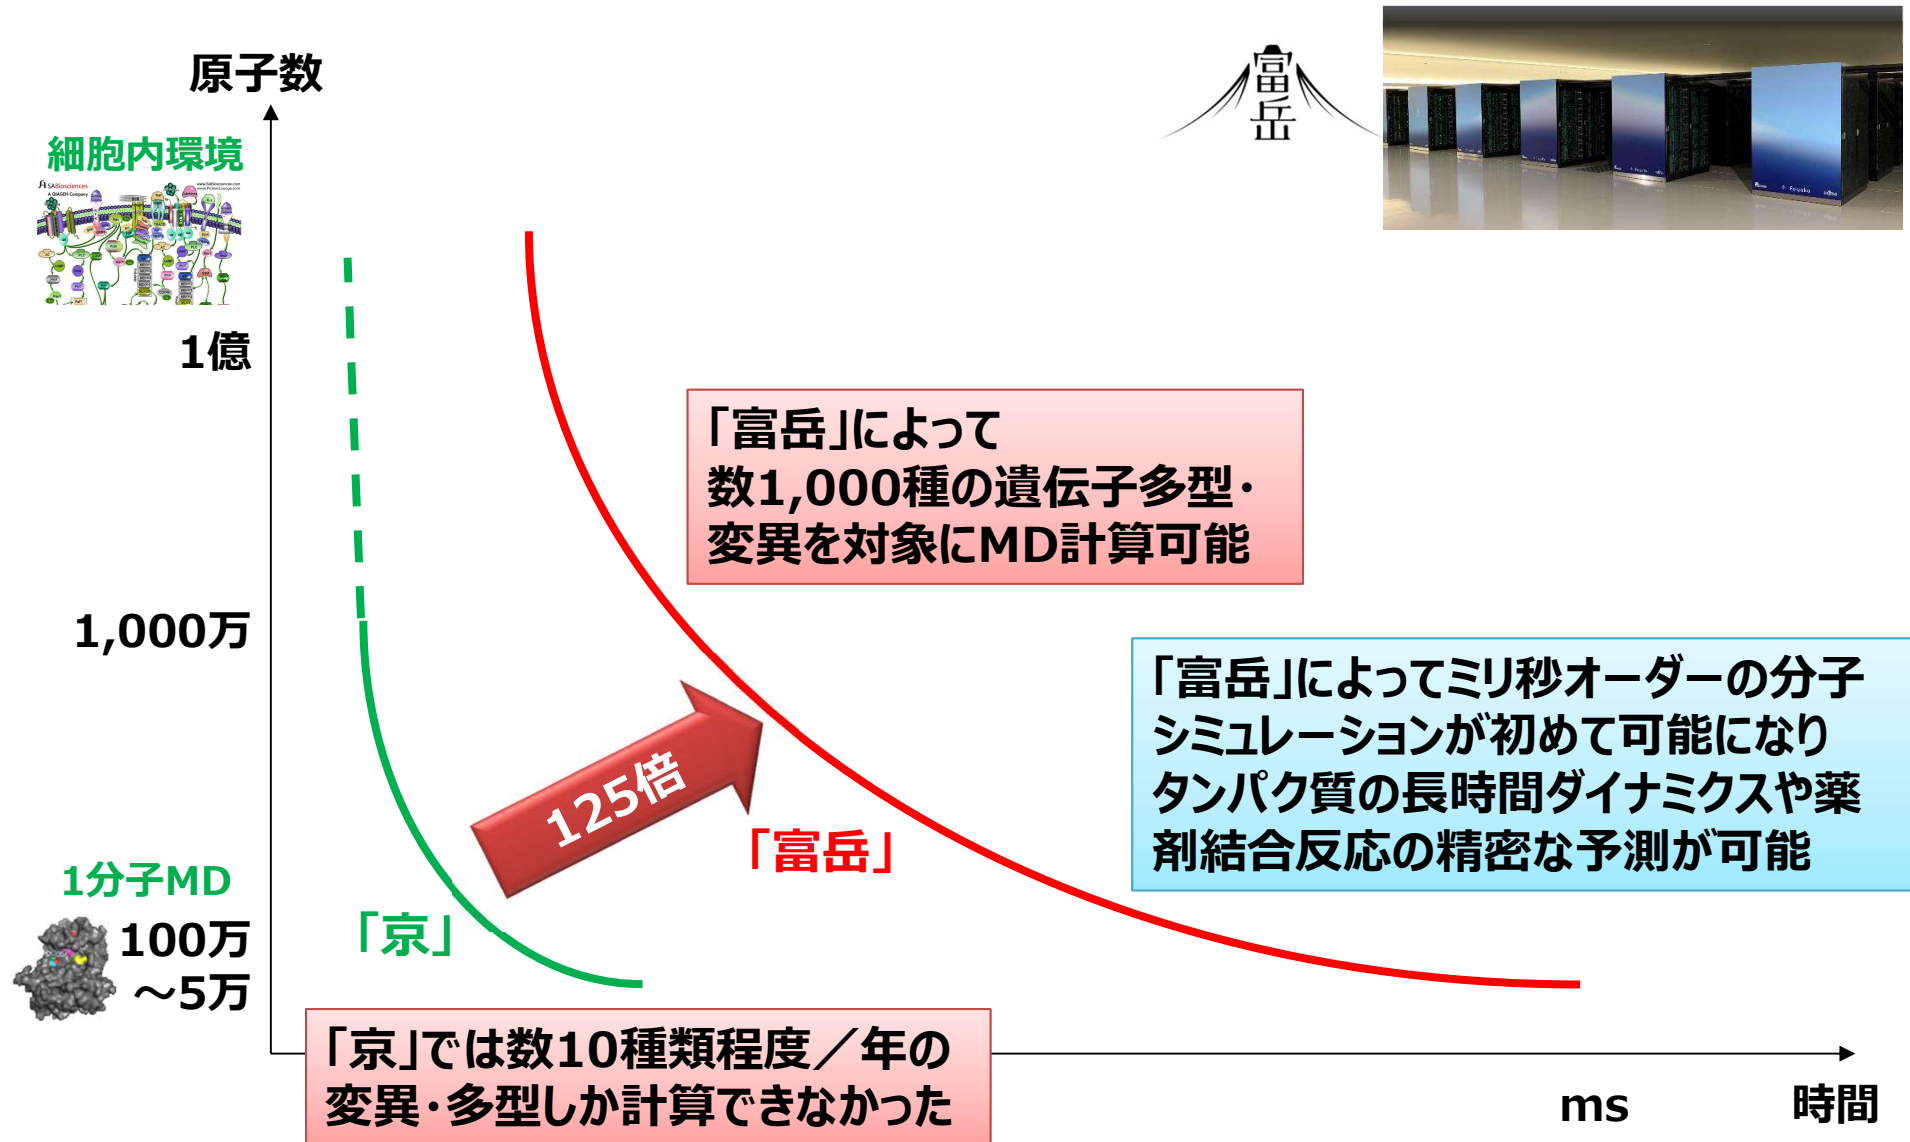 原子数
富
岳
細胞内環境
SABiosciences
A QIAGEN Company
1億
「富岳」によって
数1,000種の遺伝子多型・
変異を対象にMD計算可能
1,000万
「富岳」によってミリ秒オーダーの分子
シミュレーションが初めて可能になり
タンパク質の長時間ダイナミクスや薬
剤結合反応の精密な予測が可能
125倍
「富岳」
1分子MD
100万
～5万
「京」
「京」では数10種類程度／年の
変異・多型しか計算できなかった
ms
時間